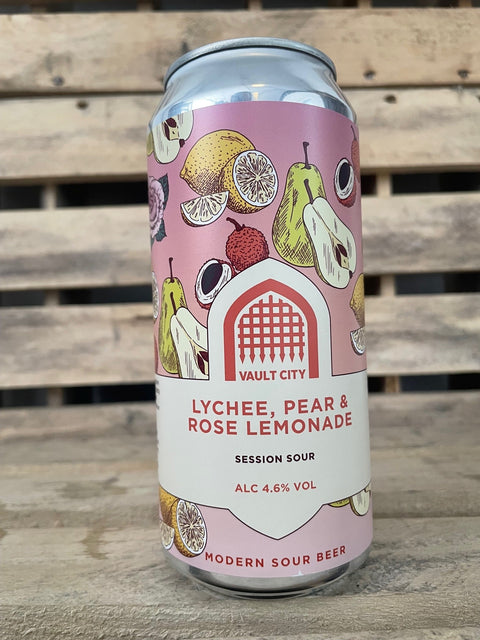 VAULT CITY
LYCHEE, PEAR &
ROSE LEMONADE
SESSION SOUR
ALC 4.6% VOL
MODERN SOUR BEER